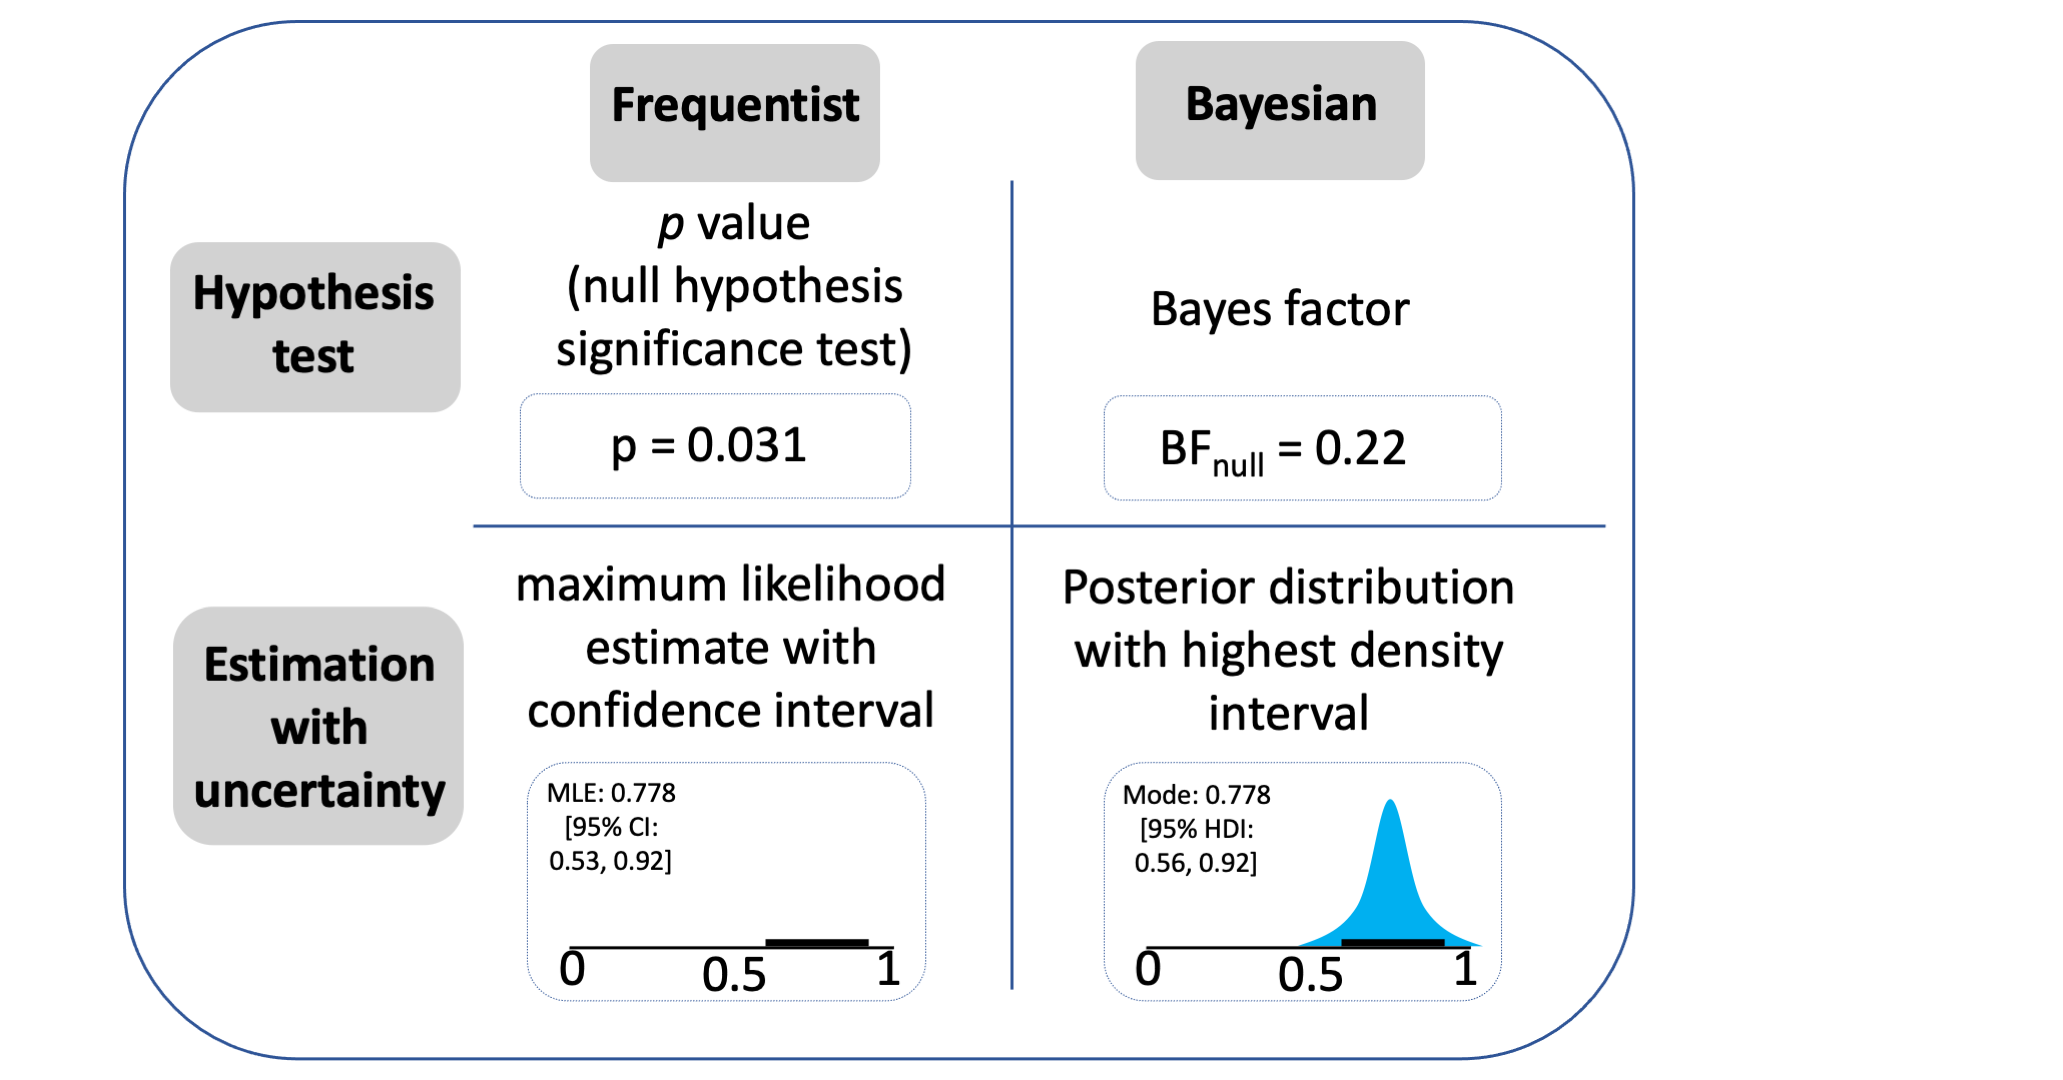 Frequentist
Bayesian
Hypothesis
test
p value
(null hypothesis
significance test)
p = 0.031
Bayes factor
BFnull = 0.22
Estimation
with
uncertainty
maximum likelihood
estimate with
confidence interval
MLE: 0.778
[95% CI:
0.53, 0.92]
0 0.5 1
Posterior distribution
with highest density
interval
Mode: 0.778
[95% HDI:
0.56, 0.92]
0 0.5 1